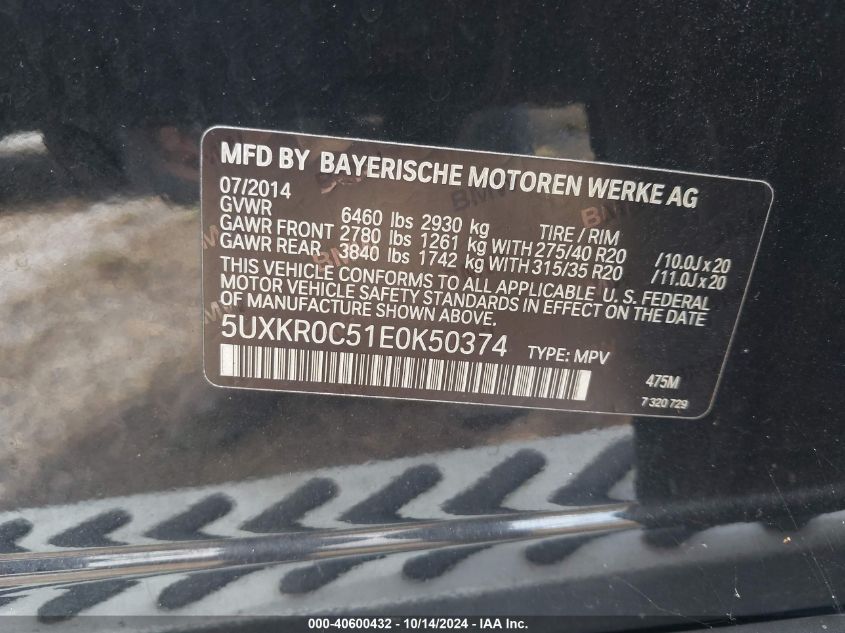 MFD BY BAYERISCHE MOTOREN WERKE AG
07/2014
GVWR 6460 lbs 2930 kg TIRE / RIM
GAWR FRONT 2780 lbs 1261 kg WITH 275/40 R20 /10.0J x 20
GAWR REAR 3840 lbs 1742 kg WITH 315/35 R20 /11.0J x 20
THIS VEHICLE CONFORMS TO ALL APPLICABLE U. S. FEDERAL
MOTOR VEHICLE SAFETY STANDARDS IN EFFECT ON THE DATE
OF MANUFACTURE SHOWN ABOVE.
5UXKR0C51E0K50374 TYPE: MPV
475M
7 320 729
000-40600432 - 10/14/2024 - IAA Inc.